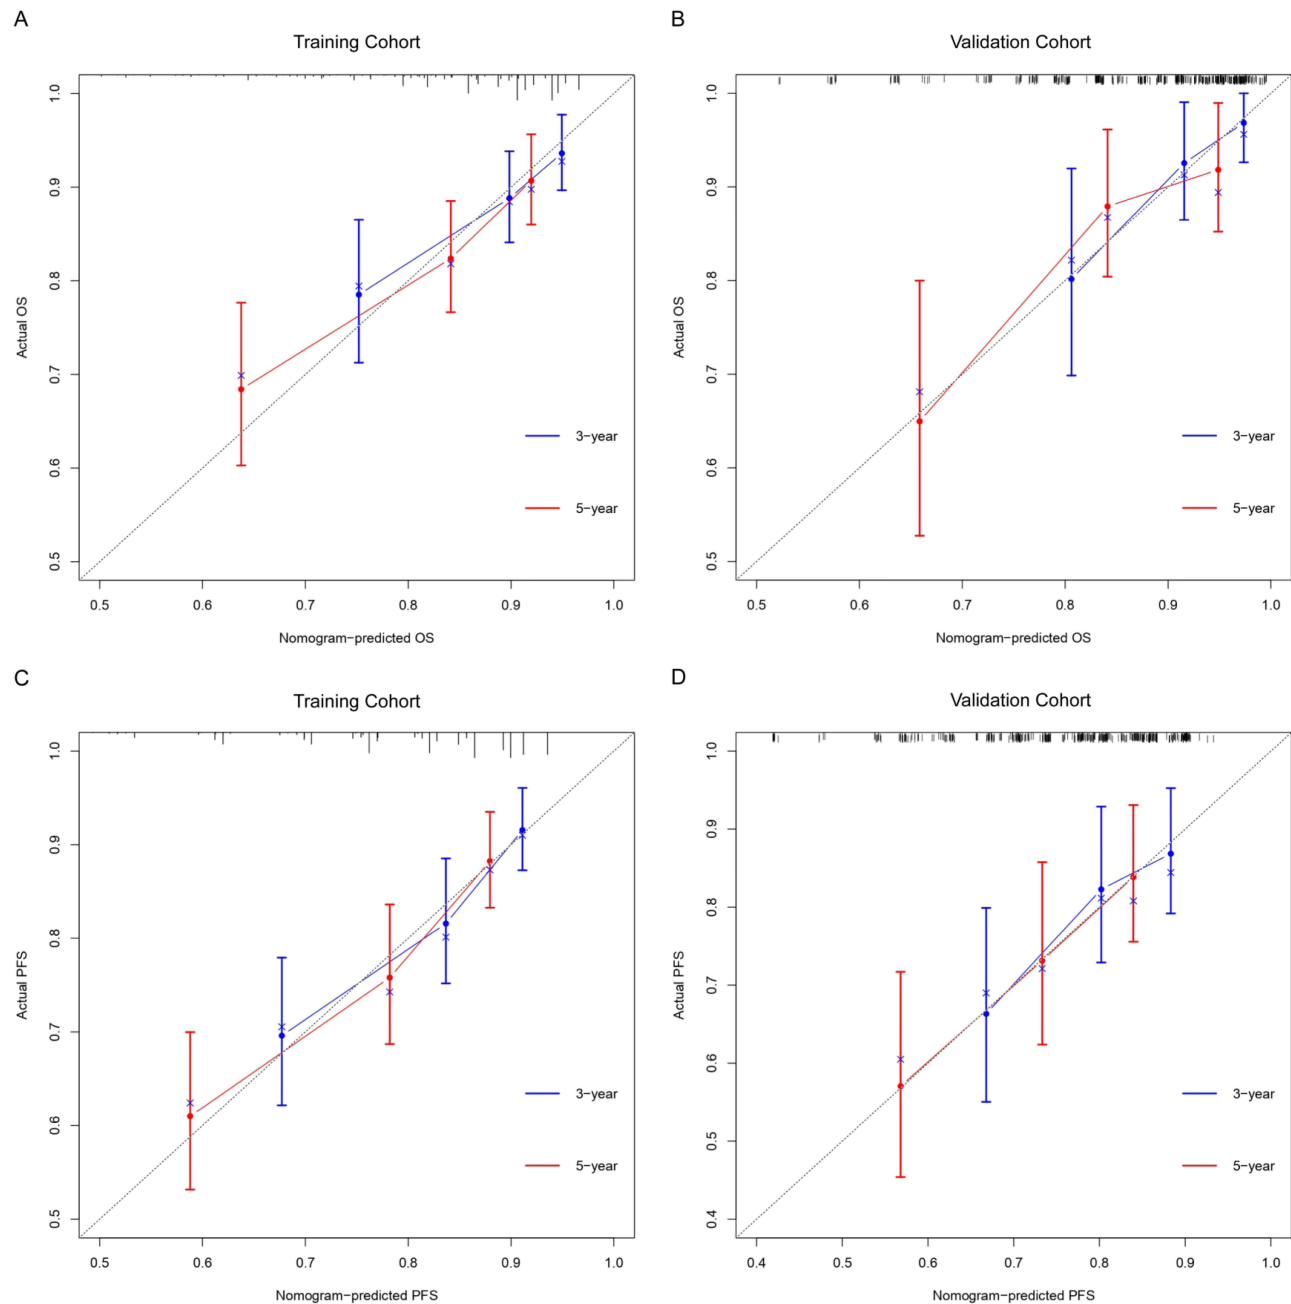 A
Training Cohort
Actual OS
1.0
0.9
0.8
0.7
0.6
0.5
3−year
5−year
0.5 0.6 0.7 0.8 0.9 1.0
Nomogram−predicted OS
B
Validation Cohort
Actual OS
1.0
0.9
0.8
0.7
0.6
0.5
3−year
5−year
0.5 0.6 0.7 0.8 0.9 1.0
Nomogram−predicted OS
C
Training Cohort
Actual PFS
1.0
0.9
0.8
0.7
0.6
0.5
3−year
5−year
0.5 0.6 0.7 0.8 0.9 1.0
Nomogram−predicted PFS
D
Validation Cohort
Actual PFS
1.0
0.9
0.8
0.7
0.6
0.5
0.4
3−year
5−year
0.4 0.5 0.6 0.7 0.8 0.9 1.0
Nomogram−predicted PFS